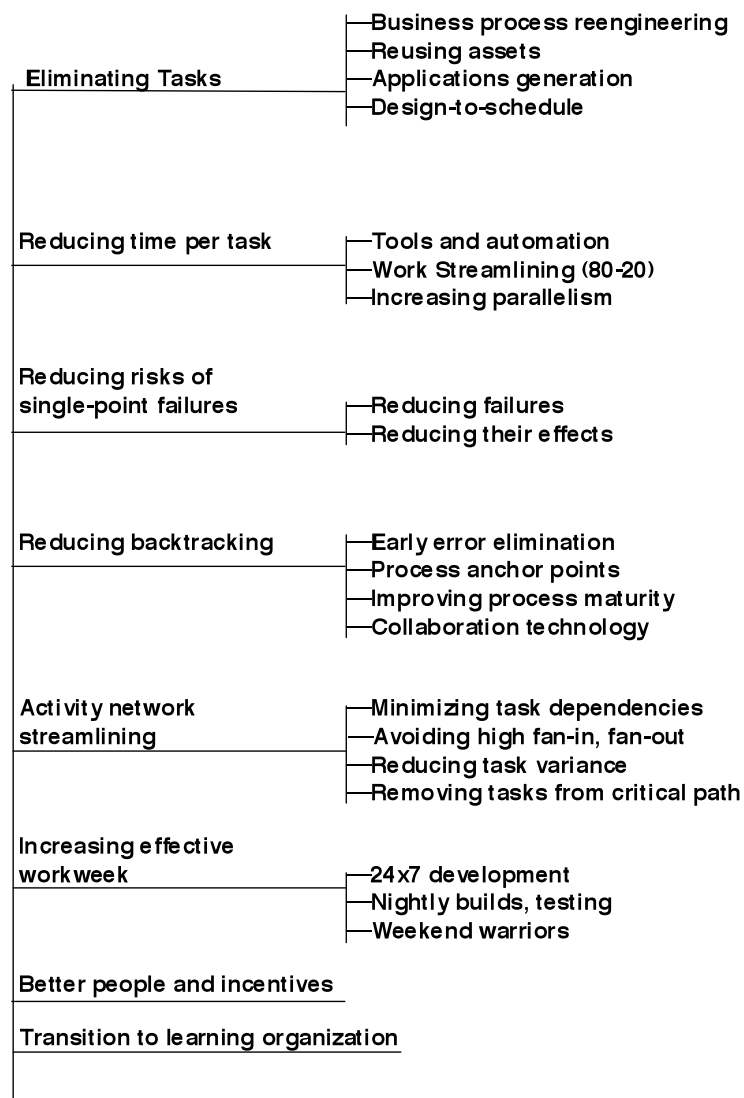 Eliminating Tasks
Business process reengineering
Reusing assets
Applications generation
Design-to-schedule
Reducing time per task
Tools and automation
Work Streamlining (80-20)
Increasing parallelism
Reducing risks of
single-point failures
Reducing failures
Reducing their effects
Reducing backtracking
Early error elimination
Process anchor points
Improving process maturity
Collaboration technology
Activity network
streamlining
Minimizing task dependencies
Avoiding high fan-in, fan-out
Reducing task variance
Removing tasks from critical path
Increasing effective
workweek
24x7 development
Nightly builds, testing
Weekend warriors
Better people and incentives
Transition to learning organization